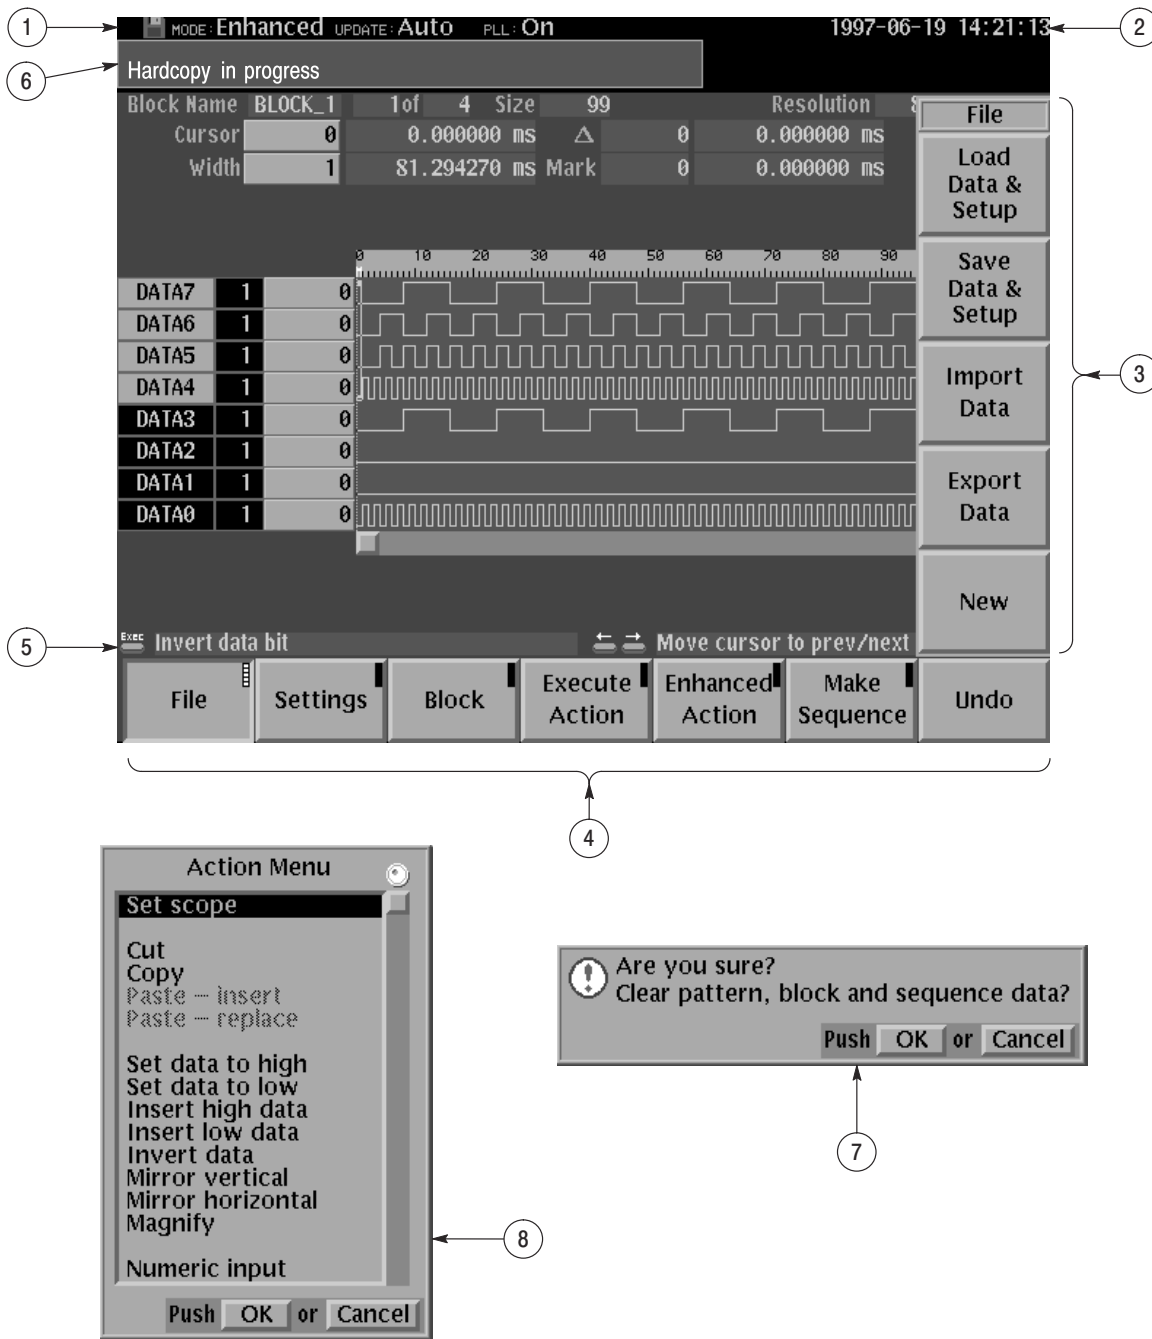 1
MODE: Enhanced UPDATE: Auto PLL: On 1997-06-19 14:21:13
2
6
Hardcopy in progress
Block Name BLOCK_1 1of 4 Size 99 Resolution
Cursor 0 0.000000 ms Δ 0 0.000000 ms
Width 1 81.294270 ms Mark 0 0.000000 ms
File
Load
Data &
Setup
Save
Data &
Setup
Import
Data
Export
Data
New
3
0 10 20 30 40 50 60 70 80 90
DATA7 1 0
DATA6 1 0
DATA5 1 0
DATA4 1 0
DATA3 1 0
DATA2 1 0
DATA1 1 0
DATA0 1 0
5
Exec Invert data bit ← → Move cursor to prev/next
File
Settings
Block
Execute
Action
Enhanced
Action
Make
Sequence
Undo
4
Action Menu
Set scope
Cut
Copy
Paste – insert
Paste – replace
Set data to high
Set data to low
Insert high data
Insert low data
Invert data
Mirror vertical
Mirror horizontal
Magnify
Numeric input
Push OK or Cancel
8
Are you sure?
Clear pattern, block and sequence data?
Push OK or Cancel
7